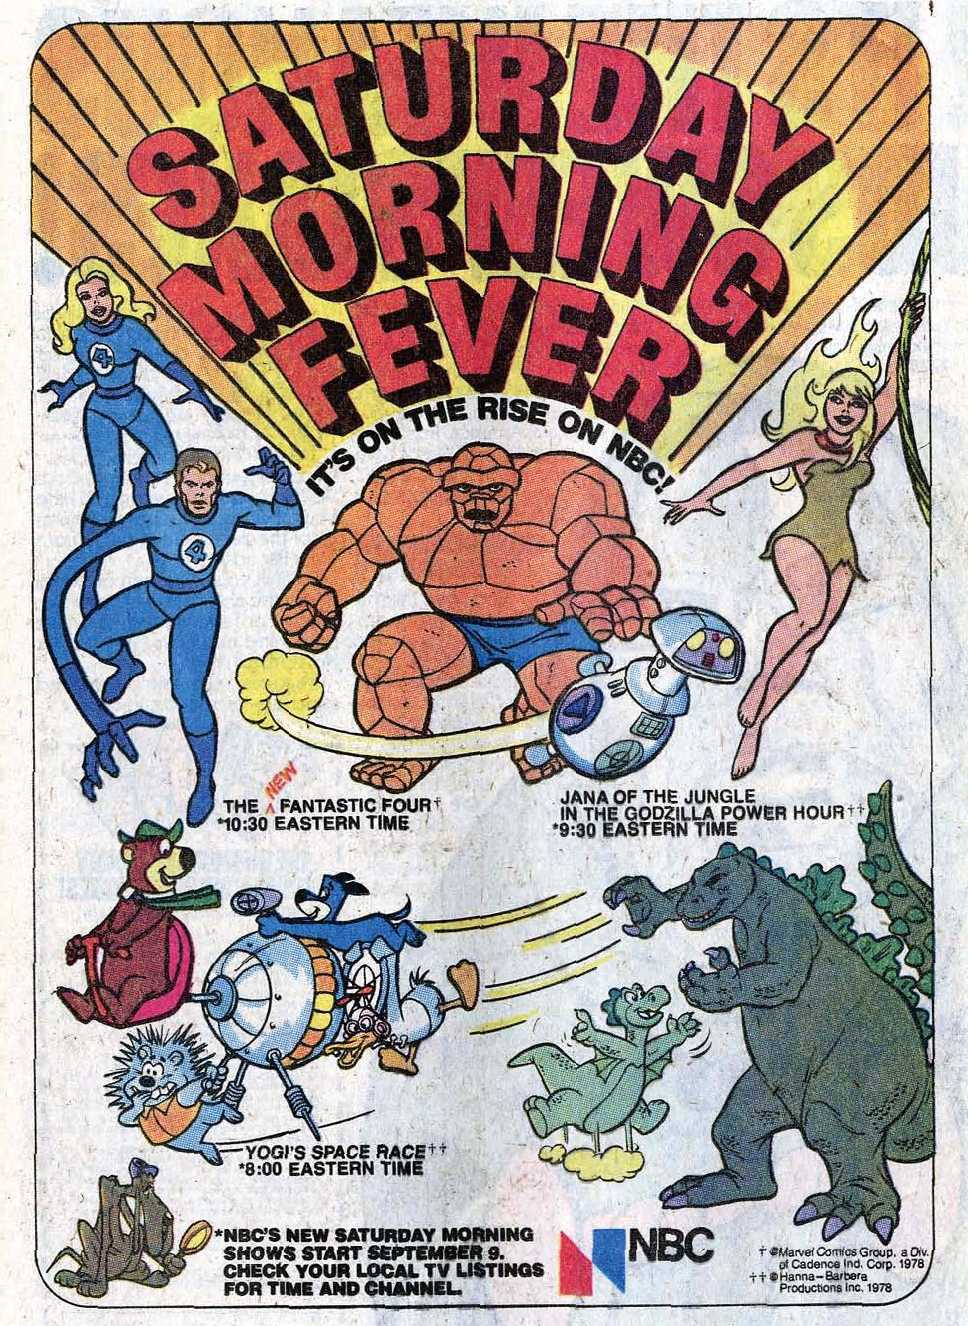 SATURDAY
MORNING
FEVER
IT'S ON THE RISE ON NBC!
4
4
NEW
THE ^ FANTASTIC FOUR†
*10:30 EASTERN TIME
JANA OF THE JUNGLE
IN THE GODZILLA POWER HOUR††
*9:30 EASTERN TIME
YOGI'S SPACE RACE††
*8:00 EASTERN TIME
*NBC'S NEW SATURDAY MORNING
SHOWS START SEPTEMBER 9.
CHECK YOUR LOCAL TV LISTINGS
FOR TIME AND CHANNEL.
NBC
† ©Marvel Comics Group, a Div.
of Cadence Ind. Corp. 1978
†† ©Hanna-Barbera
Productions Inc. 1978